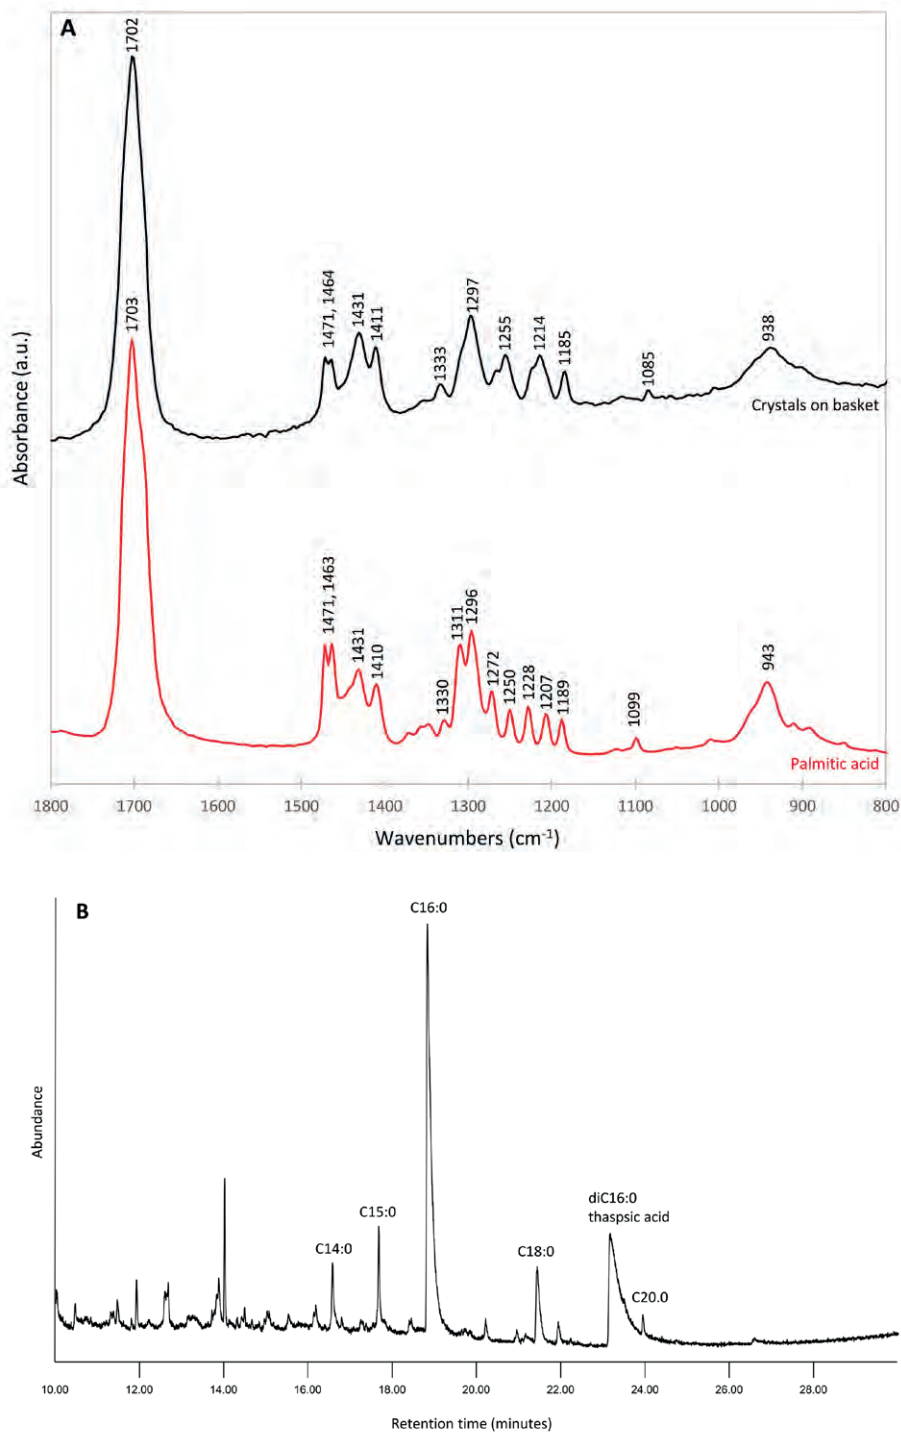 A
1702
1703
1471, 1464
1431
1411
1333
1297
1255
1214
1185
1085
938
Crystals on basket
Absorbance (a.u.)
1471, 1463
1431
1410
1330
1311
1296
1272
1250
1228
1207
1189
1099
943
Palmitic acid
1800 1700 1600 1500 1400 1300 1200 1100 1000 900 800
Wavenumbers (cm⁻¹)
B
C16:0
Abundance
C14:0
C15:0
C18:0
diC16:0
thaspsic acid
C20.0
10.00 12.00 14.00 16.00 18.00 20.00 22.00 24.00 26.00 28.00
Retention time (minutes)